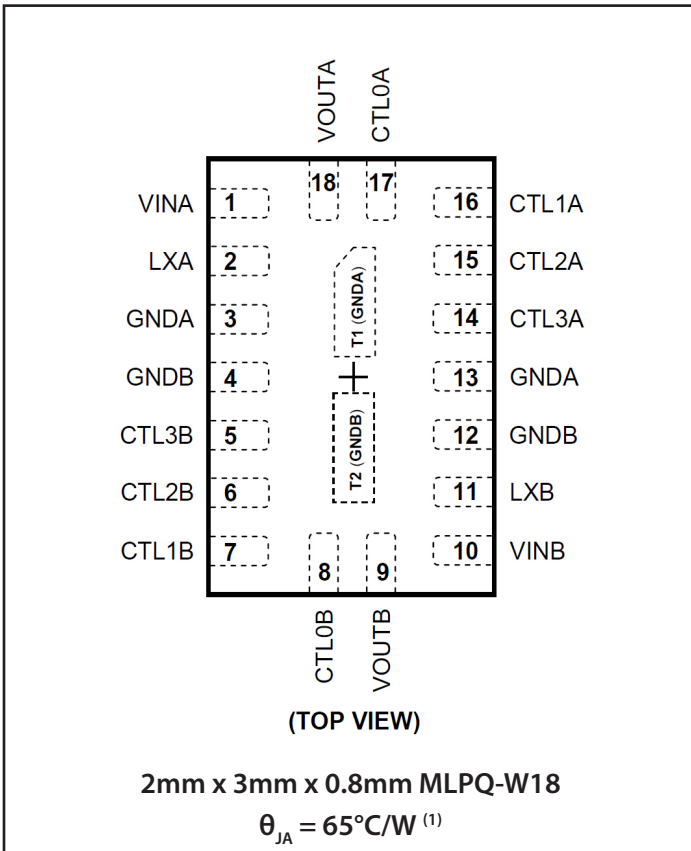 VOUTA
CTL0A
18
17
VINA 1
16 CTL1A
LXA 2
15 CTL2A
GNDA 3
14 CTL3A
T1 (GNDA)
GNDB 4
13 GNDA
CTL3B 5
12 GNDB
T2 (GNDB)
CTL2B 6
11 LXB
CTL1B 7
10 VINB
8
9
CTL0B
VOUTB
(TOP VIEW)
2mm x 3mm x 0.8mm MLPQ-W18
θJA = 65°C/W (1)